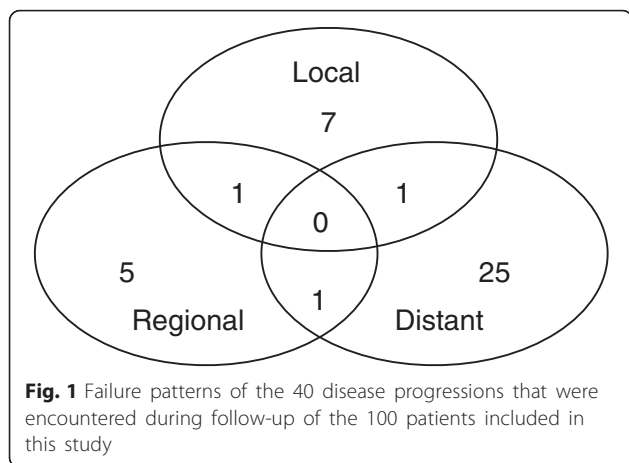 Local
7
1
1
0
5
25
1
Regional
Distant
Fig. 1 Failure patterns of the 40 disease progressions that were
encountered during follow-up of the 100 patients included in
this study